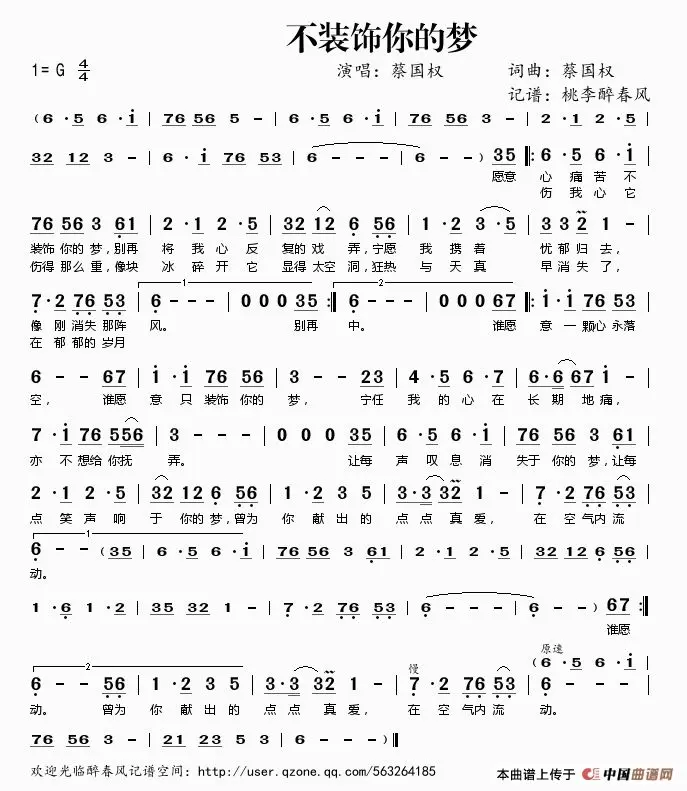 不装饰你的梦
1= G 4/4 演唱：蔡国权 词曲：蔡国权
记谱：桃李醉春风
( 6 · 5 6 · i | 76 56 5 - | 6 · 5 6 · i | 76 56 3 - | 2 · 1 2 · 5 |
32 12 3 - | 6 · i 76 53 | 6 - - - | 6 - - ) 35 |: 6 · 5 6 · i |
愿意 心 痛 苦 不
伤 我 心 它
76 56 3 61 | 2 · 1 2 · 5 | 32 12 6 56 | 1 · 2 3 · 5 | 3 3 2 1 - |
装饰 你的 梦，别再 将 我 心 反 复的 戏 弄，宁愿 我 携 着 忧郁 归 去，
伤得 那么 重，像块 冰 碎 开 它 显得 太空 洞，狂热 与 天 真 早 消失 了，
1 2
7 · 2 76 53 | 6 - - - | 0 0 0 35 :| 6 - - - | 0 0 0 67 |: i · i 76 53 |
像 刚 消失 那阵 风。 别再 中。 谁愿 意 一 颗心 永落
在 郁 郁的 岁月
6 - - 67 | i · i 76 56 | 3 - - 23 | 4 · 5 6 · 7 | 6·6 67 5 - |
空， 谁愿 意 只 装饰 你的 梦， 宁任 我 的 心 在 长 期 地 痛，
7 · i 76 556 | 3 - - - | 0 0 0 35 | 6 · 5 6 · i | 76 56 3 61 |
亦 不 想给 你抚 弄。 让每 声 叹 息 消 失于 你的 梦，让每
2 · 1 2 · 5 | 32 12 6 56 | 1 · 2 3 5 | 3·3 32 1 - | 7 · 2 76 53 |
点 笑 声 响 于 你的 梦，曾为 你 献 出 的 点 点 真 爱， 在 空 气内 流
1
6 - - (35 | 6 · 5 6 · i | 76 56 3 61 | 2 · 1 2 · 5 | 32 12 6 56 |
动。
1 · 6 1 · 2 | 35 32 1 - | 7 · 2 76 53 | 6 - - - | 6 - - ) 67 :|
谁愿
原速
2 慢 ( 6 · 5 6 · i |
6 - - 56 | 1 · 2 3 5 | 3·3 32 1 - | 7 · 2 76 53 | 6 - - - |
动。 曾为 你 献 出 的 点 点 真 爱， 在 空 气内 流 动。
76 56 3 - | 21 23 5 3 | 6 - - )|
欢迎光临醉春风记谱空间：http://user.qzone.qq.com/563264185
本曲谱上传于 中国曲谱网